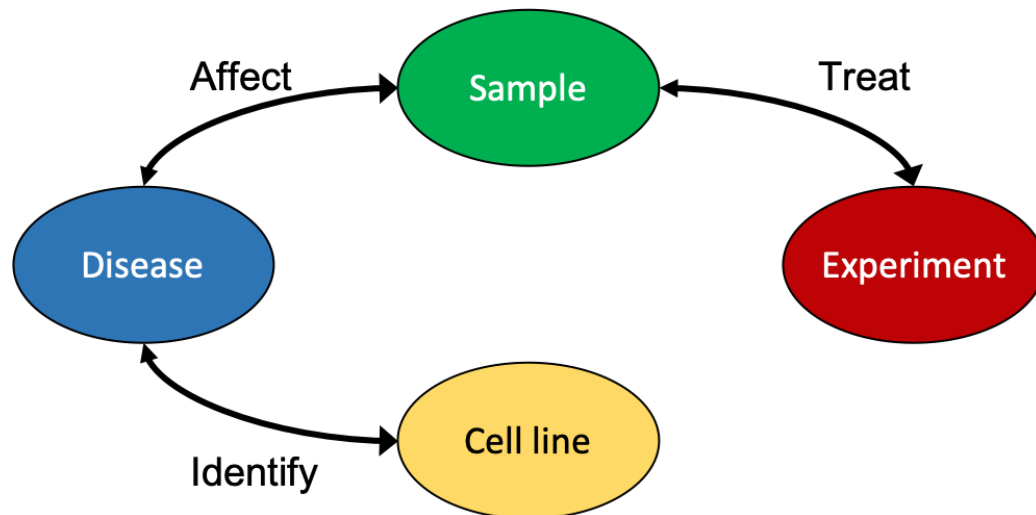 Affect
Sample
Treat
Disease
Experiment
Cell line
Identify